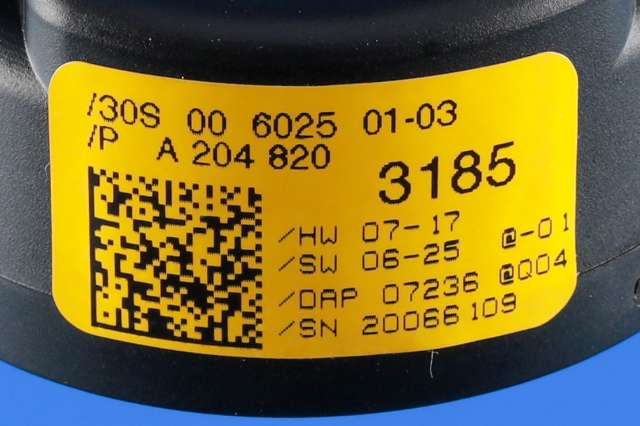 /30S 00 6025 01-03
/P A 204 820 3185
/HW 07-17 @-01
/SW 06-25 @Q04
/DAP 07236
/SN 20066109